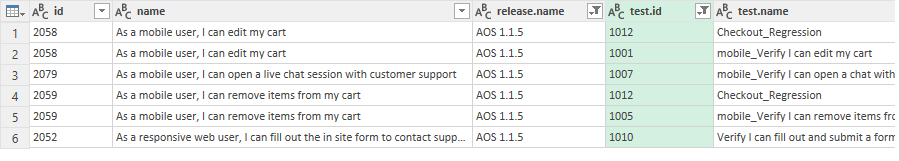 ABC id ABC name ABC release.name ABC test.id ABC test.name
1 2058 As a mobile user, I can edit my cart AOS 1.1.5 1012 Checkout_Regression
2 2058 As a mobile user, I can edit my cart AOS 1.1.5 1001 mobile_Verify I can edit my cart
3 2079 As a mobile user, I can open a live chat session with customer support AOS 1.1.5 1007 mobile_Verify I can open a chat with
4 2059 As a mobile user, I can remove items from my cart AOS 1.1.5 1012 Checkout_Regression
5 2059 As a mobile user, I can remove items from my cart AOS 1.1.5 1005 mobile_Verify I can remove items fro
6 2052 As a responsive web user, I can fill out the in site form to contact supp... AOS 1.1.5 1010 Verify I can fill out and submit a form